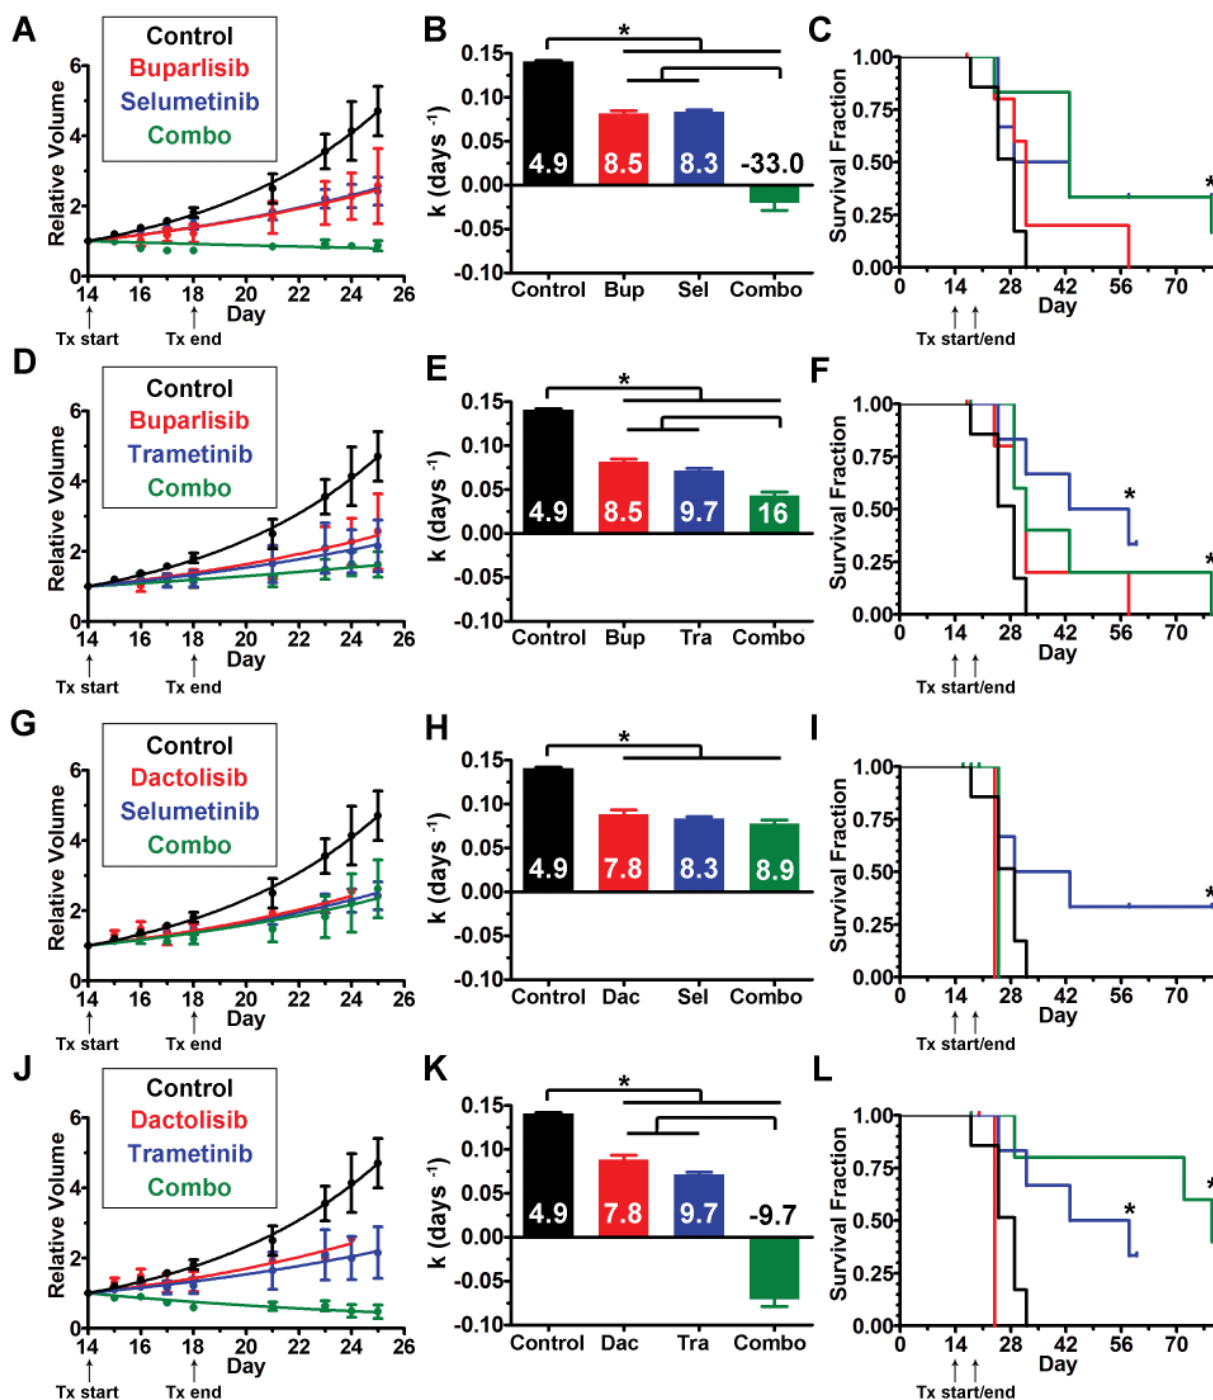 A
Control
Buparlisib
Selumetinib
Combo
Relative Volume
6
4
2
0
14 16 18 20 22 24 26
Day
Tx start Tx end
B
*
k (days -1)
0.15
0.10
0.05
0.00
-0.05
-0.10
4.9 8.5 8.3 -33.0
Control Bup Sel Combo
C
Survival Fraction
1.00
0.75
0.50
0.25
0.00
*
0 14 28 42 56 70
Day
Tx start/end
D
Control
Buparlisib
Trametinib
Combo
Relative Volume
6
4
2
0
14 16 18 20 22 24 26
Day
Tx start Tx end
E
*
k (days -1)
0.15
0.10
0.05
0.00
-0.05
-0.10
4.9 8.5 9.7 16
Control Bup Tra Combo
F
Survival Fraction
1.00
0.75
0.50
0.25
0.00
*
*
0 14 28 42 56 70
Day
Tx start/end
G
Control
Dactolisib
Selumetinib
Combo
Relative Volume
6
4
2
0
14 16 18 20 22 24 26
Day
Tx start Tx end
H
*
k (days -1)
0.15
0.10
0.05
0.00
-0.05
-0.10
4.9 7.8 8.3 8.9
Control Dac Sel Combo
I
Survival Fraction
1.00
0.75
0.50
0.25
0.00
*
0 14 28 42 56 70
Day
Tx start/end
J
Control
Dactolisib
Trametinib
Combo
Relative Volume
6
4
2
0
14 16 18 20 22 24 26
Day
Tx start Tx end
K
*
k (days -1)
0.15
0.10
0.05
0.00
-0.05
-0.10
4.9 7.8 9.7 -9.7
Control Dac Tra Combo
L
Survival Fraction
1.00
0.75
0.50
0.25
0.00
*
*
0 14 28 42 56 70
Day
Tx start/end